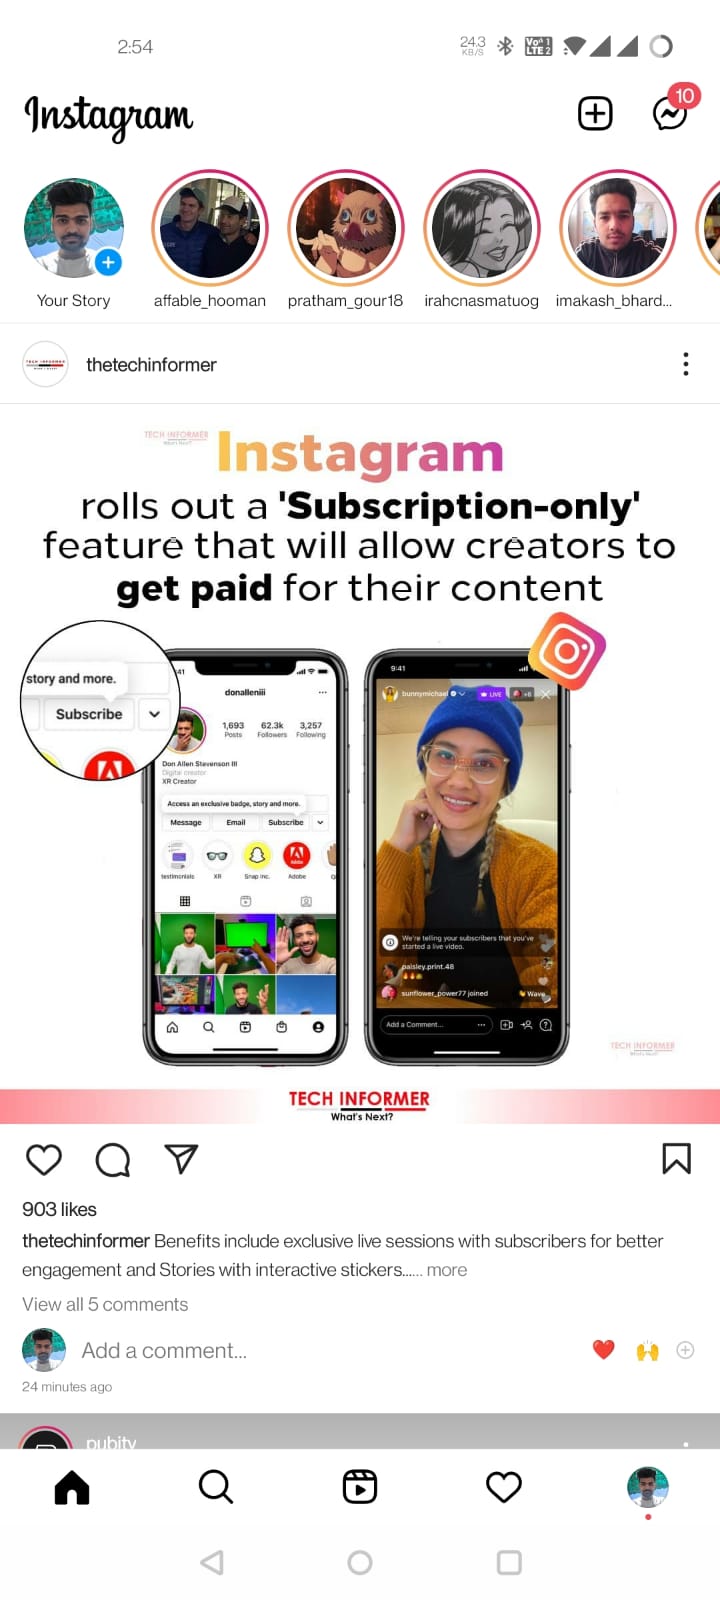 2:54
24.3
KB/S
Vo 1
LTE 2
Instagram
10
Your Story
affable_hooman
pratham_gour18
irahcnasmatuog
imakash_bhard...
TECH INFORMER
thetechinformer
TECH INFORMER
What's Next?
Instagram
rolls out a 'Subscription-only'
feature that will allow creators to
get paid for their content
story and more.
Subscribe
41
donalleniii
1,693
Posts
62.3k
Followers
3,257
Following
Don Allen Stevenson III
Digital creator
XR Creator
Access an exclusive badge, story and more.
Message
Email
Subscribe
testimonials
XR
Snap Inc.
Adobe
Adobe
9:41
bunnymichael
LIVE
+6
We're telling your subscribers that you've
started a live video.
paisley.print.48
🔥🔥🔥
sunflower_power77 joined
👋 Wave
Add a Comment...
TECH INFORMER
What's Next?
TECH INFORMER
What's Next?
903 likes
thetechinformer Benefits include exclusive live sessions with subscribers for better
engagement and Stories with interactive stickers...... more
View all 5 comments
Add a comment...
24 minutes ago
pubity